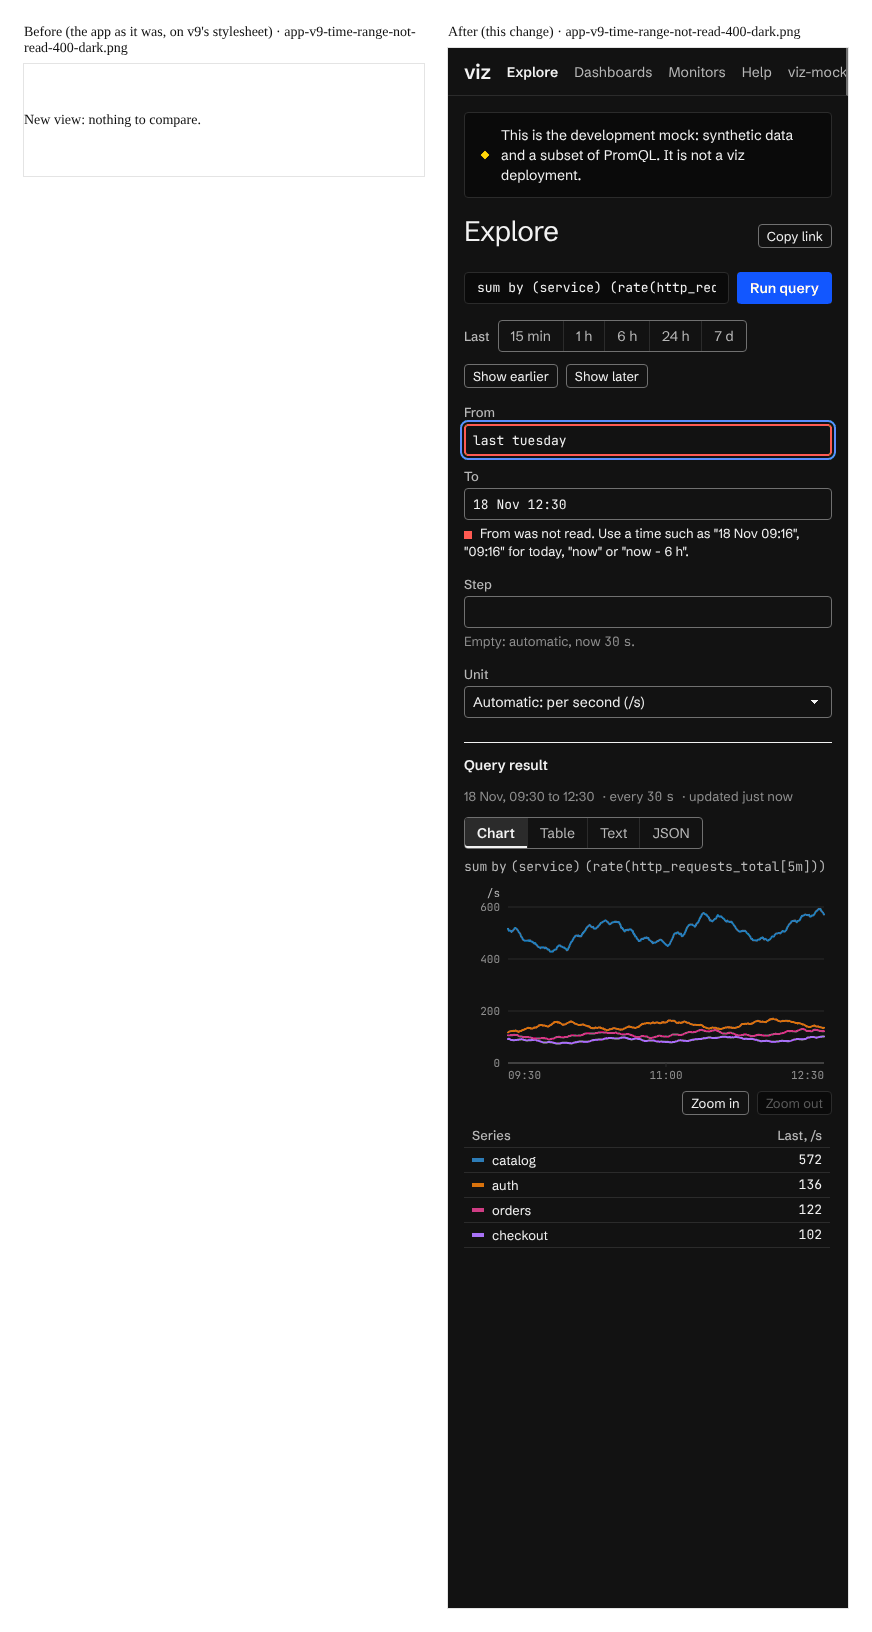 Before (the app as it was, on v9's stylesheet) · app-v9-time-range-not-
read-400-dark.png
New view: nothing to compare.
After (this change) · app-v9-time-range-not-read-400-dark.png
viz Explore Dashboards Monitors Help viz-mock
This is the development mock: synthetic data
and a subset of PromQL. It is not a viz
deployment.
Explore
Copy link
sum by (service) (rate(http_rec
Run query
Last 15 min 1 h 6 h 24 h 7 d
Show earlier Show later
From
last tuesday
To
18 Nov 12:30
From was not read. Use a time such as "18 Nov 09:16",
"09:16" for today, "now" or "now - 6 h".
Step
Empty: automatic, now 30 s.
Unit
Automatic: per second (/s)
Query result
18 Nov, 09:30 to 12:30 · every 30 s · updated just now
Chart Table Text JSON
sum by (service) (rate(http_requests_total[5m]))
/s
600
400
200
0
09:30 11:00 12:30
Zoom in Zoom out
Series Last, /s
catalog 572
auth 136
orders 122
checkout 102